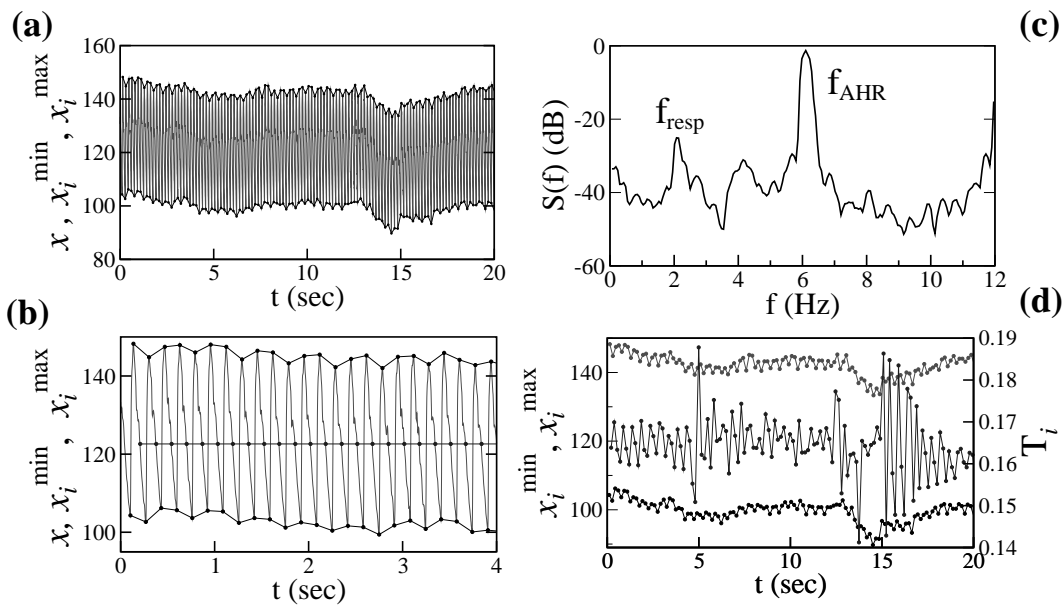 (a)
160
140
120
100
80
0 5 10 15 20
t (sec)
x , x_i^min , x_i^max
(c)
0
-20
-40
-60
0 2 4 6 8 10 12
f (Hz)
S(f) (dB)
f_resp
f_AHR
(b)
140
120
100
0 1 2 3 4
t (sec)
x, x_i^min , x_i^max
(d)
140
120
100
0 5 10 15 20
t (sec)
x_i^min , x_i^max
0.19
0.18
0.17
0.16
0.15
0.14
T_i